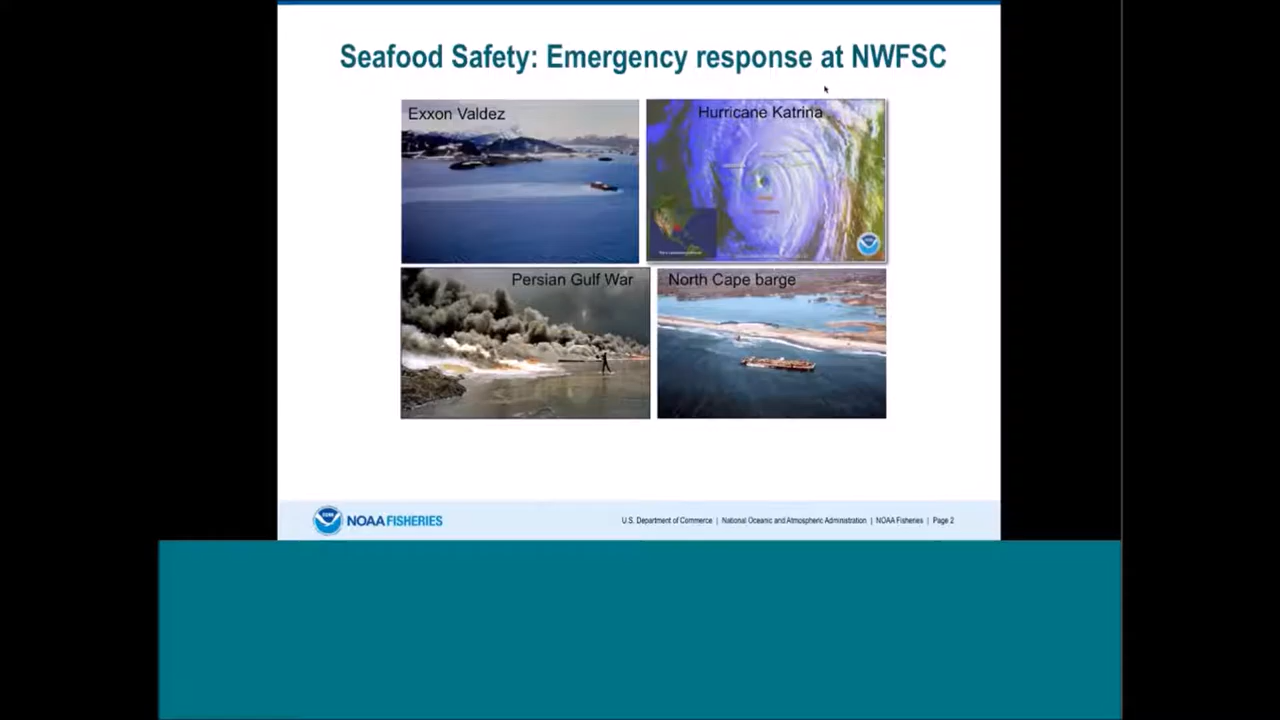 Seafood Safety: Emergency response at NWFSC
Exxon Valdez
Hurricane Katrina
Persian Gulf War
North Cape barge
NOAA FISHERIES
U.S. Department of Commerce | National Oceanic and Atmospheric Administration | NOAA Fisheries | Page 2